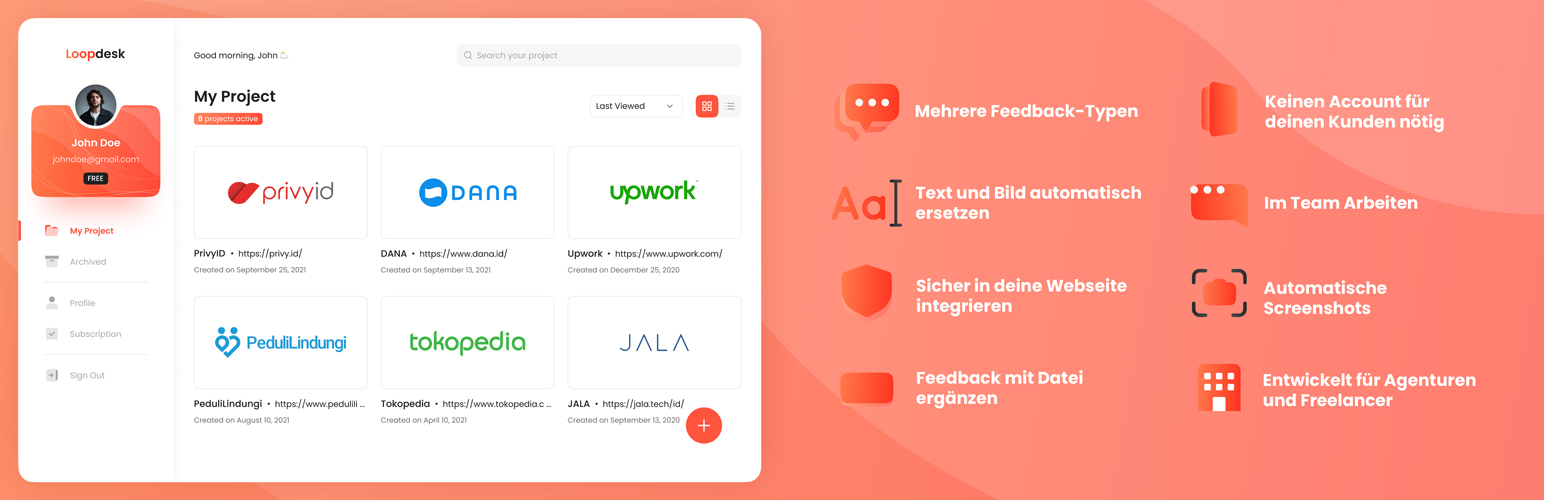 Loopdesk
John Doe
johndoe@gmail.com
FREE
My Project
Archived
Profile
Subscription
Sign Out
Good morning, John
Search your project
My Project
8 projects active
Last Viewed
privyid
DANA
upwork
PrivyID • https://privy.id/
Created on September 25, 2021
DANA • https://www.dana.id/
Created on September 13, 2021
Upwork • https://www.upwork.com/
Created on December 25, 2020
PeduliLindungi
tokopedia
JALA
PeduliLindungi • https://www.pedulili ...
Created on August 10, 2021
Tokopedia • https://www.tokopedia.c ...
Created on April 10, 2021
JALA • https://jala.tech/id/
Created on September 13, 2020
Mehrere Feedback-Typen
Aa
Text und Bild automatisch
ersetzen
Sicher in deine Webseite
integrieren
Feedback mit Datei
ergänzen
Keinen Account für
deinen Kunden nötig
Im Team Arbeiten
Automatische
Screenshots
Entwickelt für Agenturen
und Freelancer